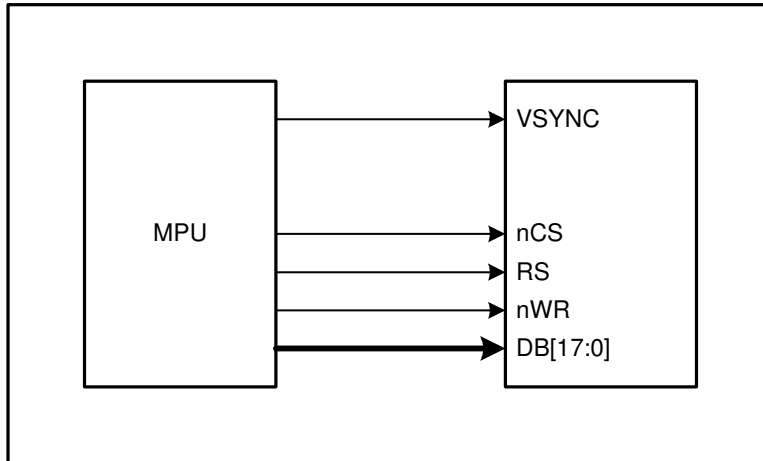 VSYNC
MPU
nCS
RS
nWR
DB[17:0]